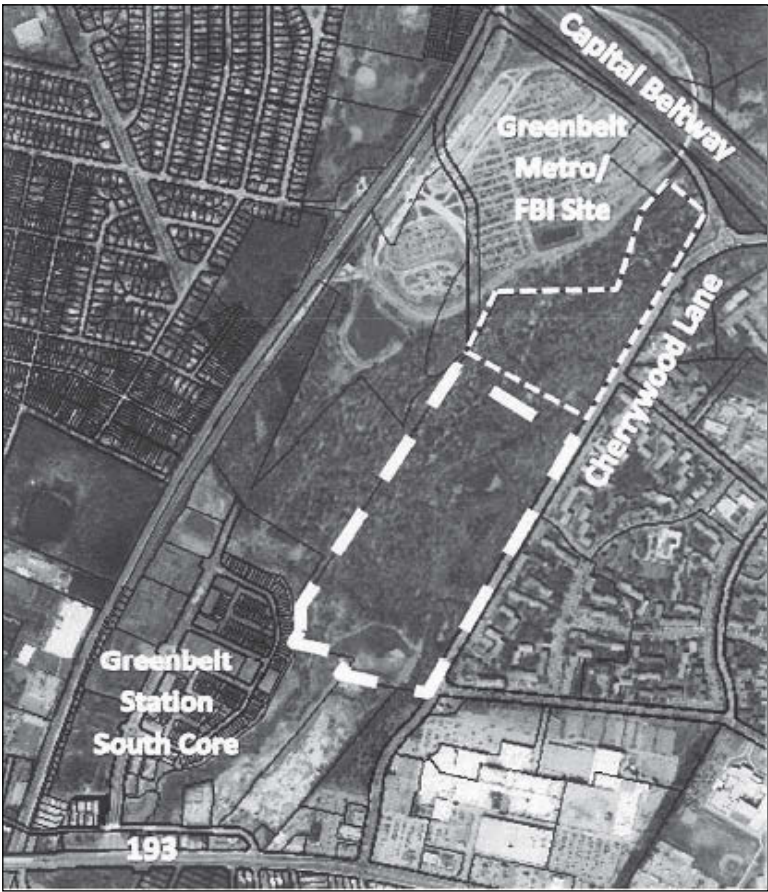 Capital Beltway
Greenbelt
Metro/
FBI Site
Cherrywood Lane
Greenbelt
Station
South Core
193